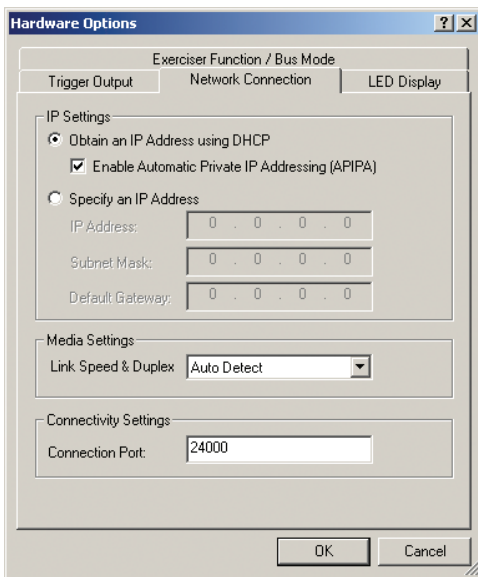 Hardware Options
Exerciser Function / Bus Mode
Trigger Output Network Connection LED Display
IP Settings
Obtain an IP Address using DHCP
Enable Automatic Private IP Addressing (APIPA)
Specify an IP Address
IP Address: 0 . 0 . 0 . 0
Subnet Mask: 0 . 0 . 0 . 0
Default Gateway: 0 . 0 . 0 . 0
Media Settings
Link Speed & Duplex Auto Detect
Connectivity Settings
Connection Port: 24000
OK Cancel